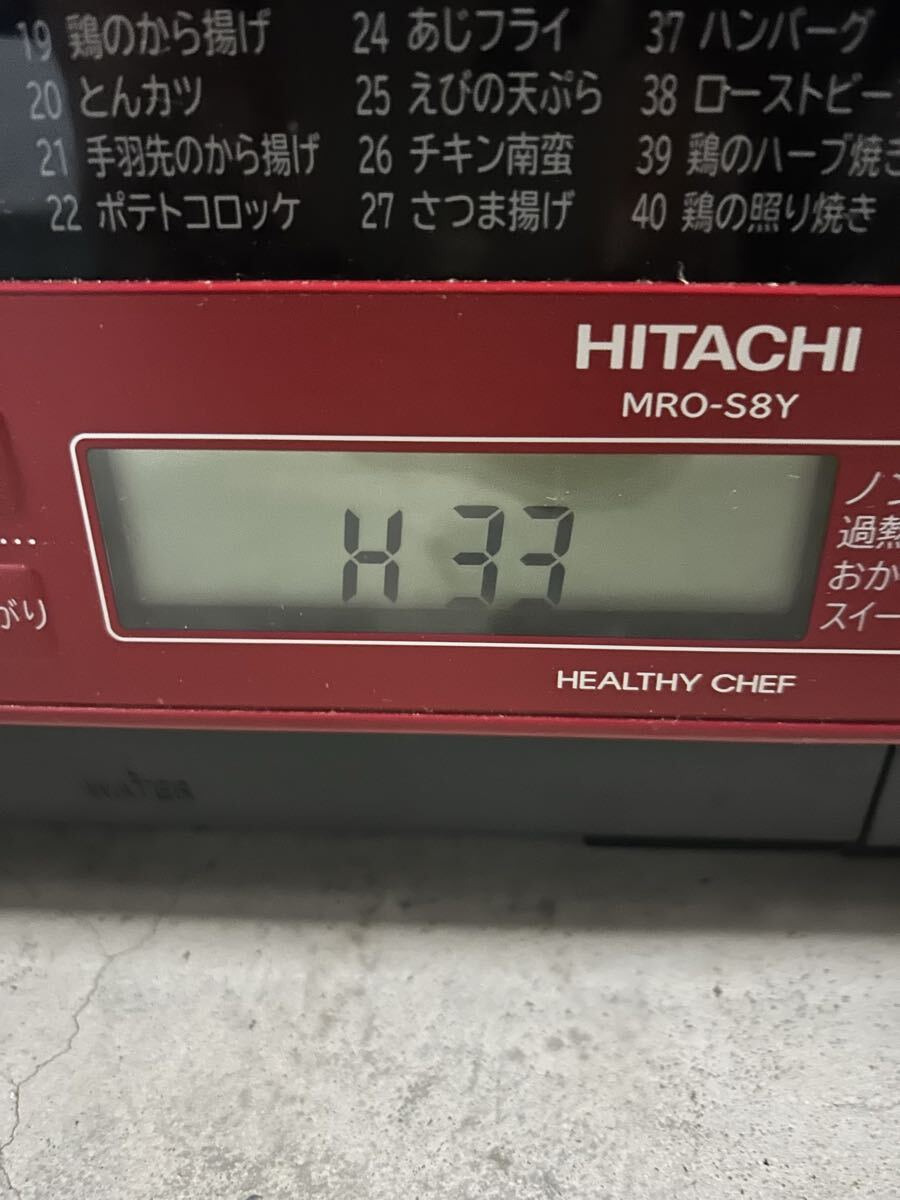 19 鶏のから揚げ 24 あじフライ 37 ハンバーグ
20 とんカツ 25 えびの天ぷら 38 ローストビー
21 手羽先のから揚げ 26 チキン南蛮 39 鶏のハーブ焼き
22 ポテトコロッケ 27 さつま揚げ 40 鶏の照り焼き
HITACHI
MRO-S8Y
H33
ノン
過熱
おか
スイー
がり
HEALTHY CHEF
WATER